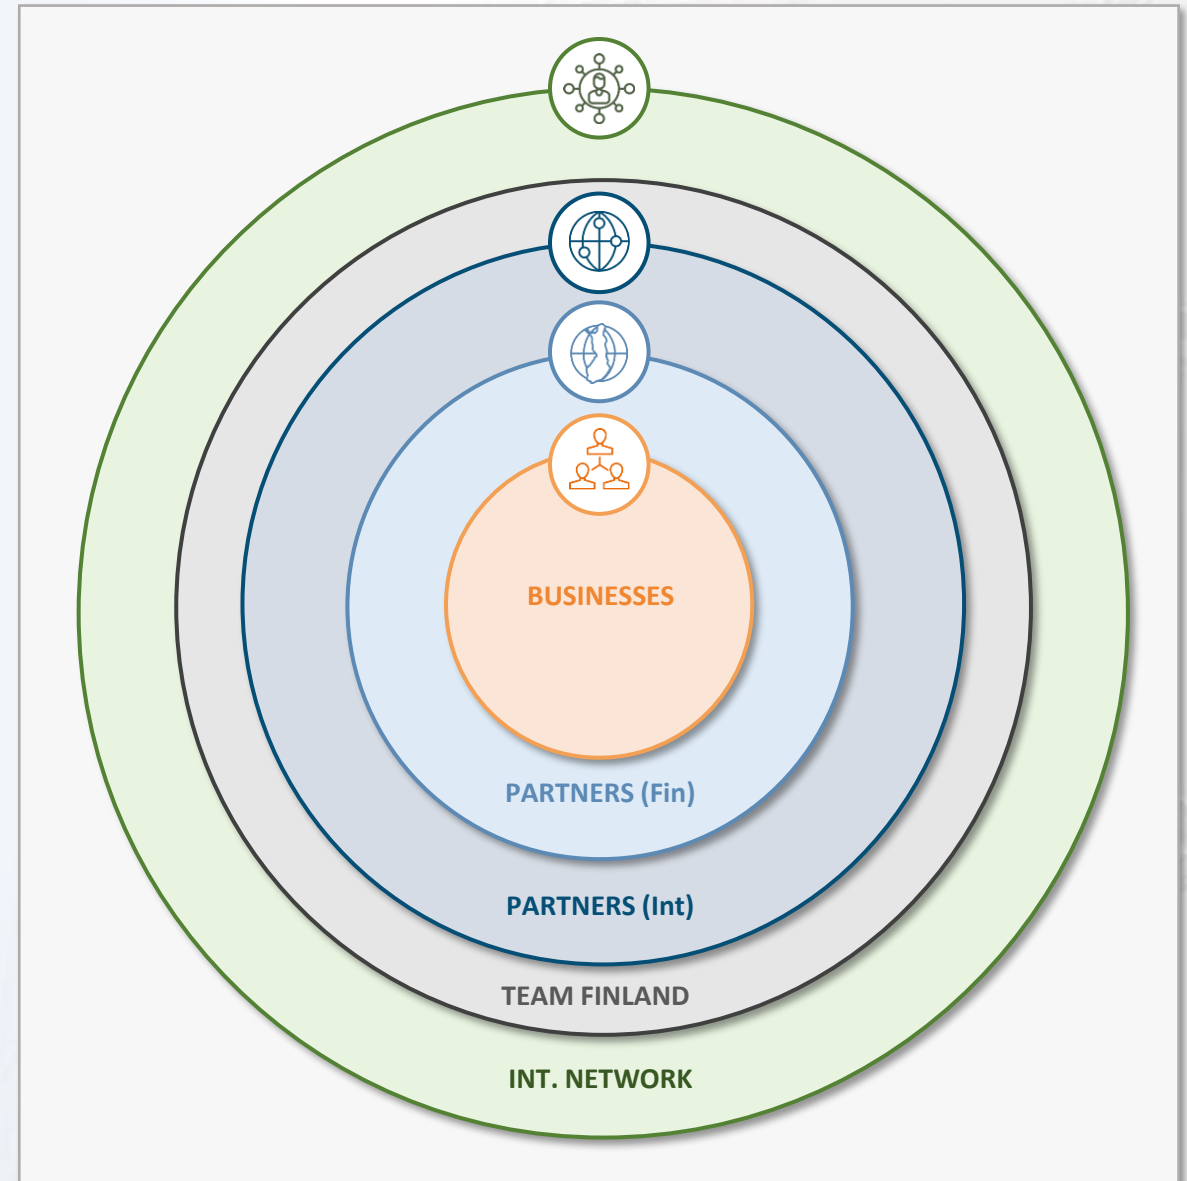 BUSINESSES
PARTNERS (Fin)
PARTNERS (Int)
TEAM FINLAND
INT. NETWORK